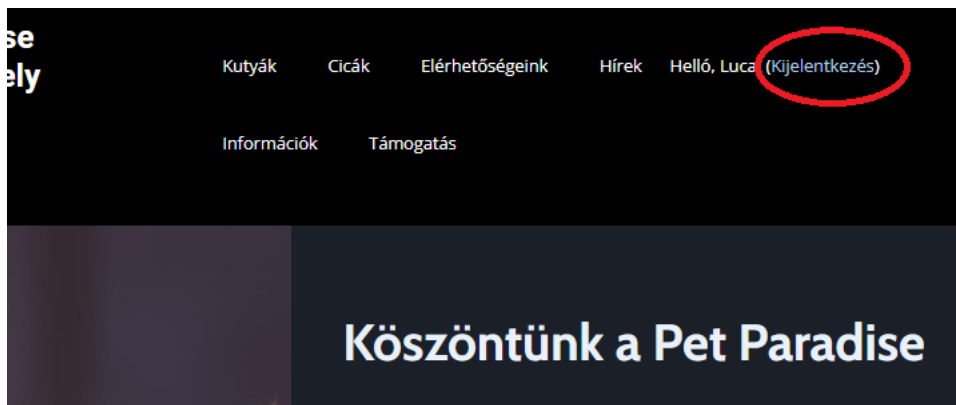 se
ely
Kutyák Cicák Elérhetőségeink Hírek Helló, Luca (Kijelentkezés)
Információk Támogatás
Köszöntünk a Pet Paradise